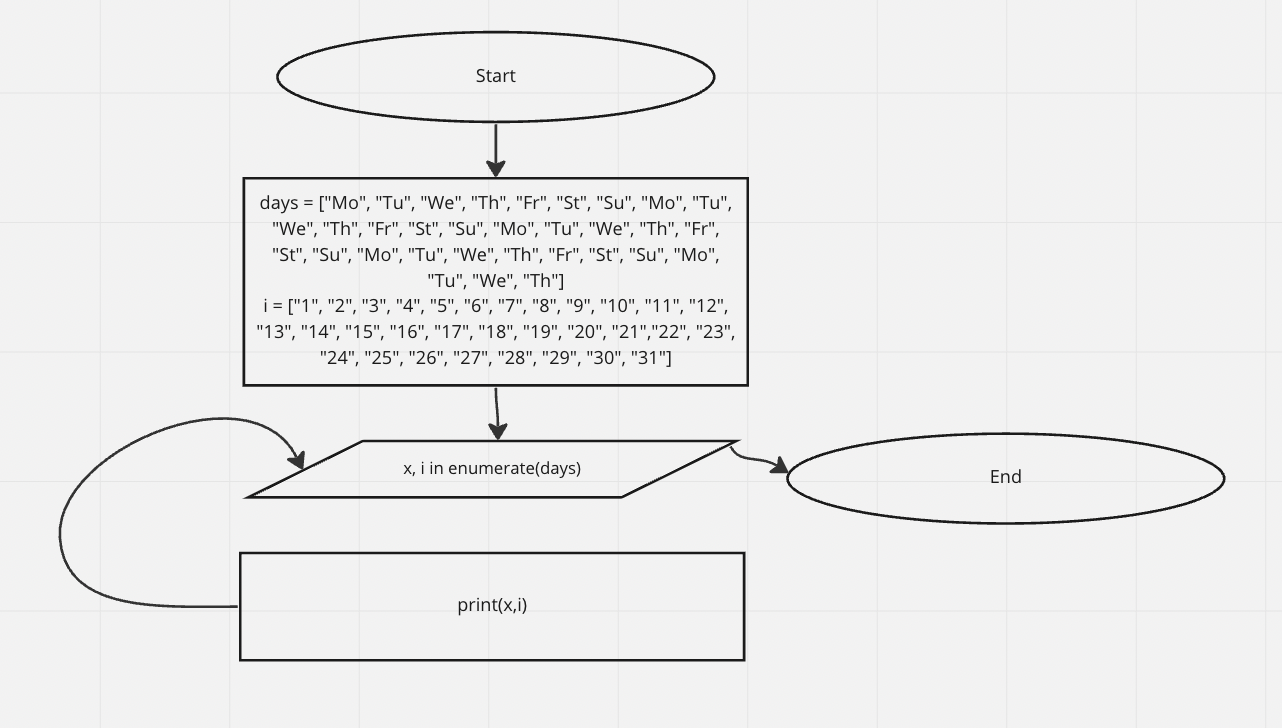 Start
days = ["Mo", "Tu", "We", "Th", "Fr", "St", "Su", "Mo", "Tu",
"We", "Th", "Fr", "St", "Su", "Mo", "Tu", "We", "Th", "Fr",
"St", "Su", "Mo", "Tu", "We", "Th", "Fr", "St", "Su", "Mo",
"Tu", "We", "Th"]
i = ["1", "2", "3", "4", "5", "6", "7", "8", "9", "10", "11", "12",
"13", "14", "15", "16", "17", "18", "19", "20", "21","22", "23",
"24", "25", "26", "27", "28", "29", "30", "31"]
x, i in enumerate(days)
End
print(x,i)